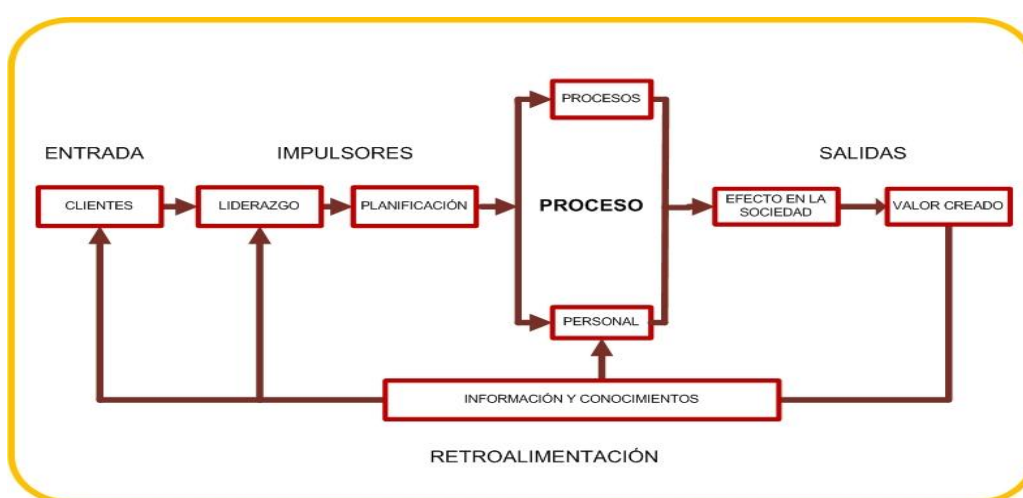 PROCESOS
ENTRADA
IMPULSORES
SALIDAS
CLIENTES
LIDERAZGO
PLANIFICACIÓN
PROCESO
EFECTO EN LA
SOCIEDAD
VALOR CREADO
PERSONAL
INFORMACIÓN Y CONOCIMIENTOS
RETROALIMENTACIÓN